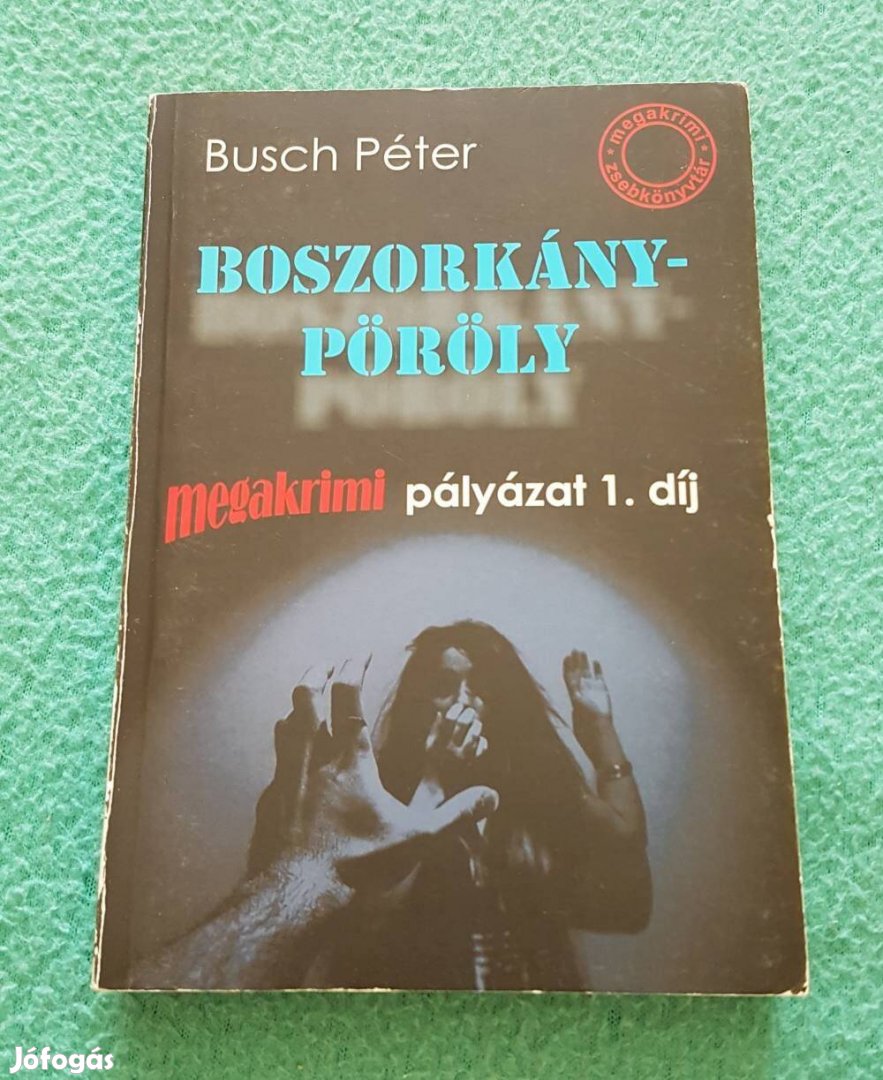 Busch Péter
megakrimi
zsebkönyvtár
BOSZORKÁNY-
PÖRÖLY
megakrimi pályázat 1. díj
Jófogás